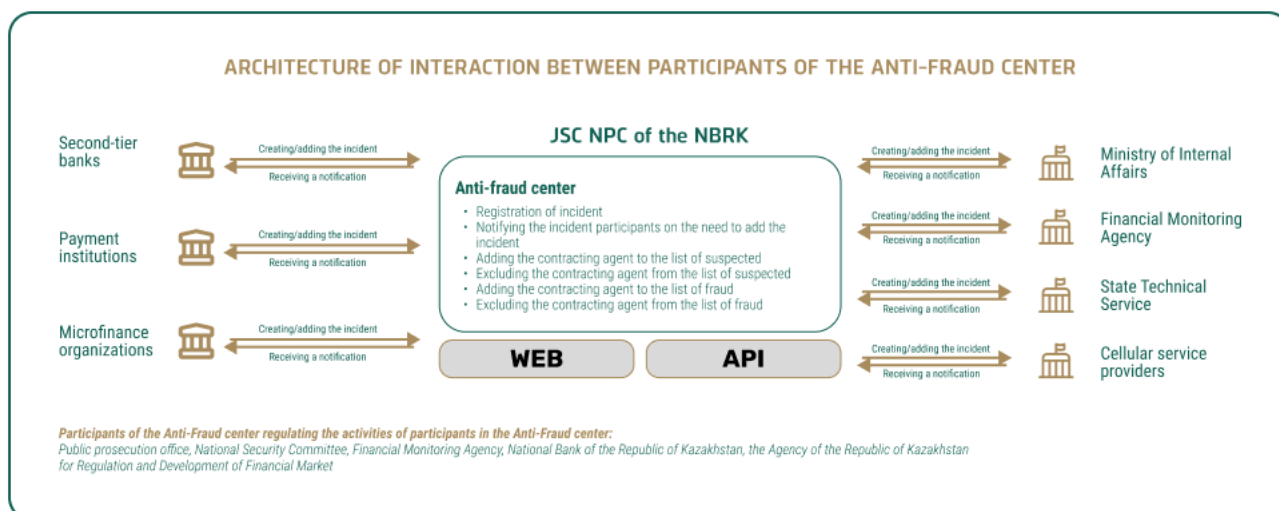 ARCHITECTURE OF INTERACTION BETWEEN PARTICIPANTS OF THE ANTI-FRAUD CENTER
Second-tier
banks
Creating/adding the incident
Receiving a notification
Payment
institutions
Creating/adding the incident
Receiving a notification
Microfinance
organizations
Creating/adding the incident
Receiving a notification
JSC NPC of the NBRK
Anti-fraud center
• Registration of incident
• Notifying the incident participants on the need to add the
incident
• Adding the contracting agent to the list of suspected
• Excluding the contracting agent from the list of suspected
• Adding the contracting agent to the list of fraud
• Excluding the contracting agent from the list of fraud
WEB
API
Creating/adding the incident
Receiving a notification
Ministry of Internal
Affairs
Creating/adding the incident
Receiving a notification
Financial Monitoring
Agency
Creating/adding the incident
Receiving a notification
State Technical
Service
Creating/adding the incident
Receiving a notification
Cellular service
providers
Participants of the Anti-Fraud center regulating the activities of participants in the Anti-Fraud center:
Public prosecution office, National Security Committee, Financial Monitoring Agency, National Bank of the Republic of Kazakhstan, the Agency of the Republic of Kazakhstan
for Regulation and Development of Financial Market